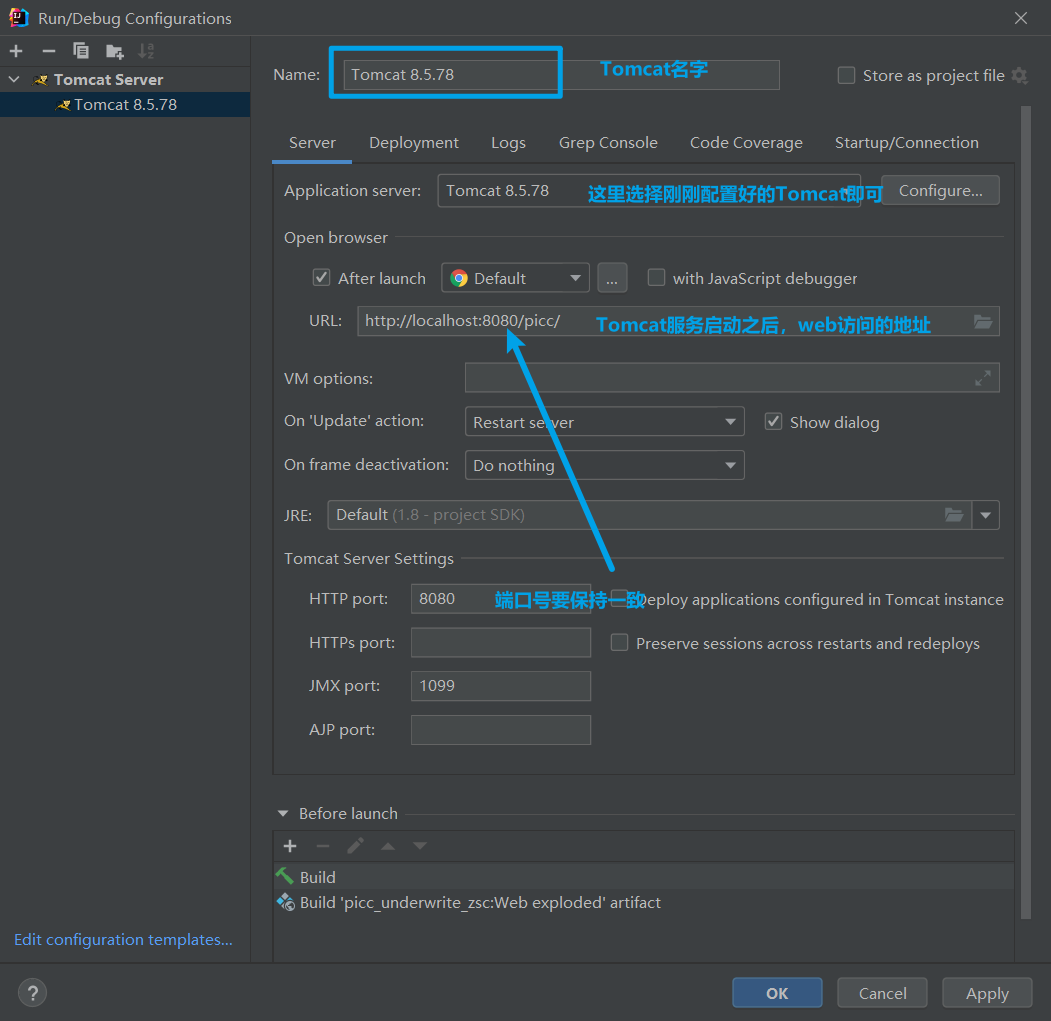 Run/Debug Configurations
Tomcat Server
Tomcat 8.5.78
Name: Tomcat 8.5.78 Tomcat名字 Store as project file
Server Deployment Logs Grep Console Code Coverage Startup/Connection
Application server: Tomcat 8.5.78 这里选择刚刚配置好的Tomcat即可 Configure...
Open browser
After launch Default ... with JavaScript debugger
URL: http://localhost:8080/picc/ Tomcat服务启动之后，web访问的地址
VM options:
On 'Update' action: Restart server Show dialog
On frame deactivation: Do nothing
JRE: Default (1.8 - project SDK)
Tomcat Server Settings
HTTP port: 8080 端口号要保持一致 Deploy applications configured in Tomcat instance
HTTPs port: Preserve sessions across restarts and redeploys
JMX port: 1099
AJP port:
Before launch
Build
Build 'picc_underwrite_zsc:Web exploded' artifact
Edit configuration templates...
? OK Cancel Apply